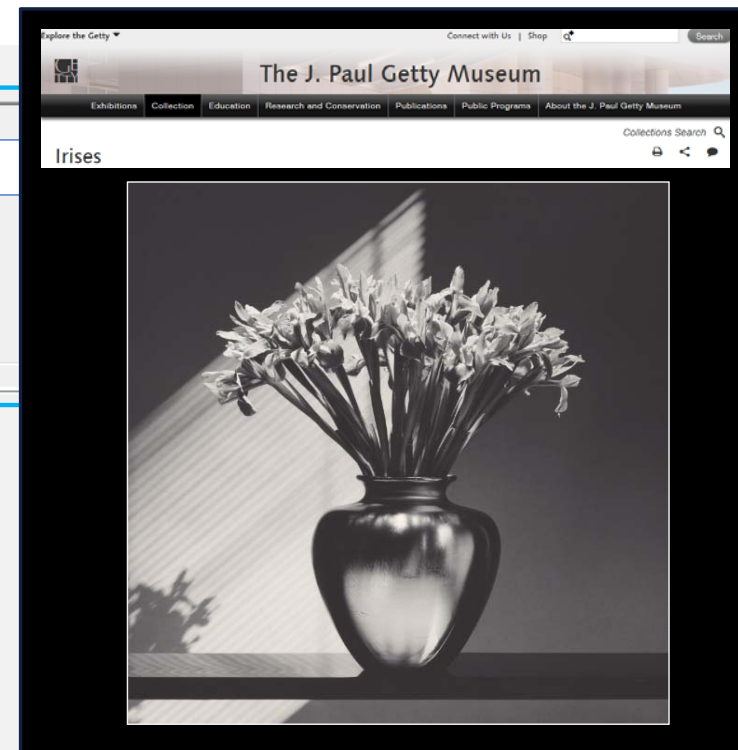 Explore the Getty
Connect with Us | Shop
Search
The J. Paul Getty Museum
Exhibitions Collection Education Research and Conservation Publications Public Programs About the J. Paul Getty Museum
Collections Search
Irises